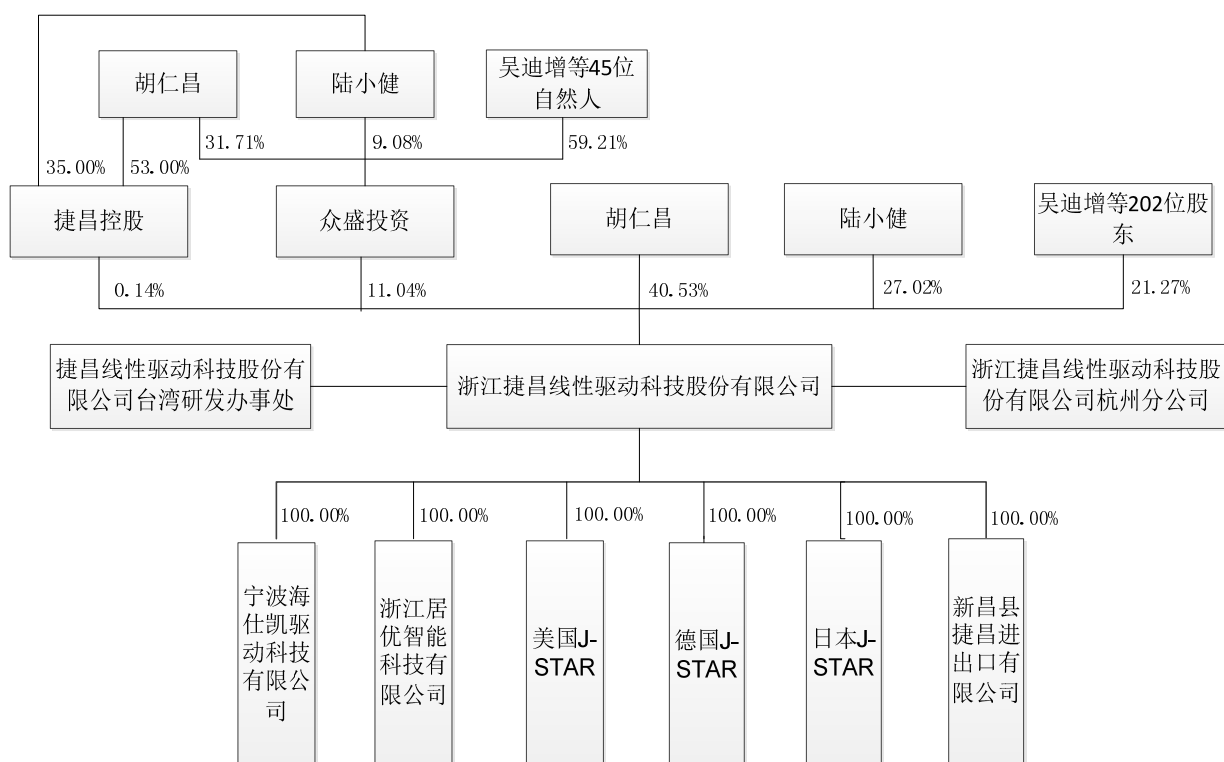 胡仁昌
陆小健
吴迪增等45位
自然人
31.71%
9.08%
59.21%
35.00%
53.00%
捷昌控股
众盛投资
胡仁昌
陆小健
吴迪增等202位股
东
0.14%
11.04%
40.53%
27.02%
21.27%
捷昌线性驱动科技股份有
限公司台湾研发办事处
浙江捷昌线性驱动科技股份有限公司
浙江捷昌线性驱动科技股
份有限公司杭州分公司
100.00%
100.00%
100.00%
100.00%
100.00%
100.00%
宁波海
仕凯驱
动科技
有限公
司
浙江居
优智能
科技有
限公司
美国J-
STAR
德国J-
STAR
日本J-
STAR
新昌县
捷昌进
出口有
限公司